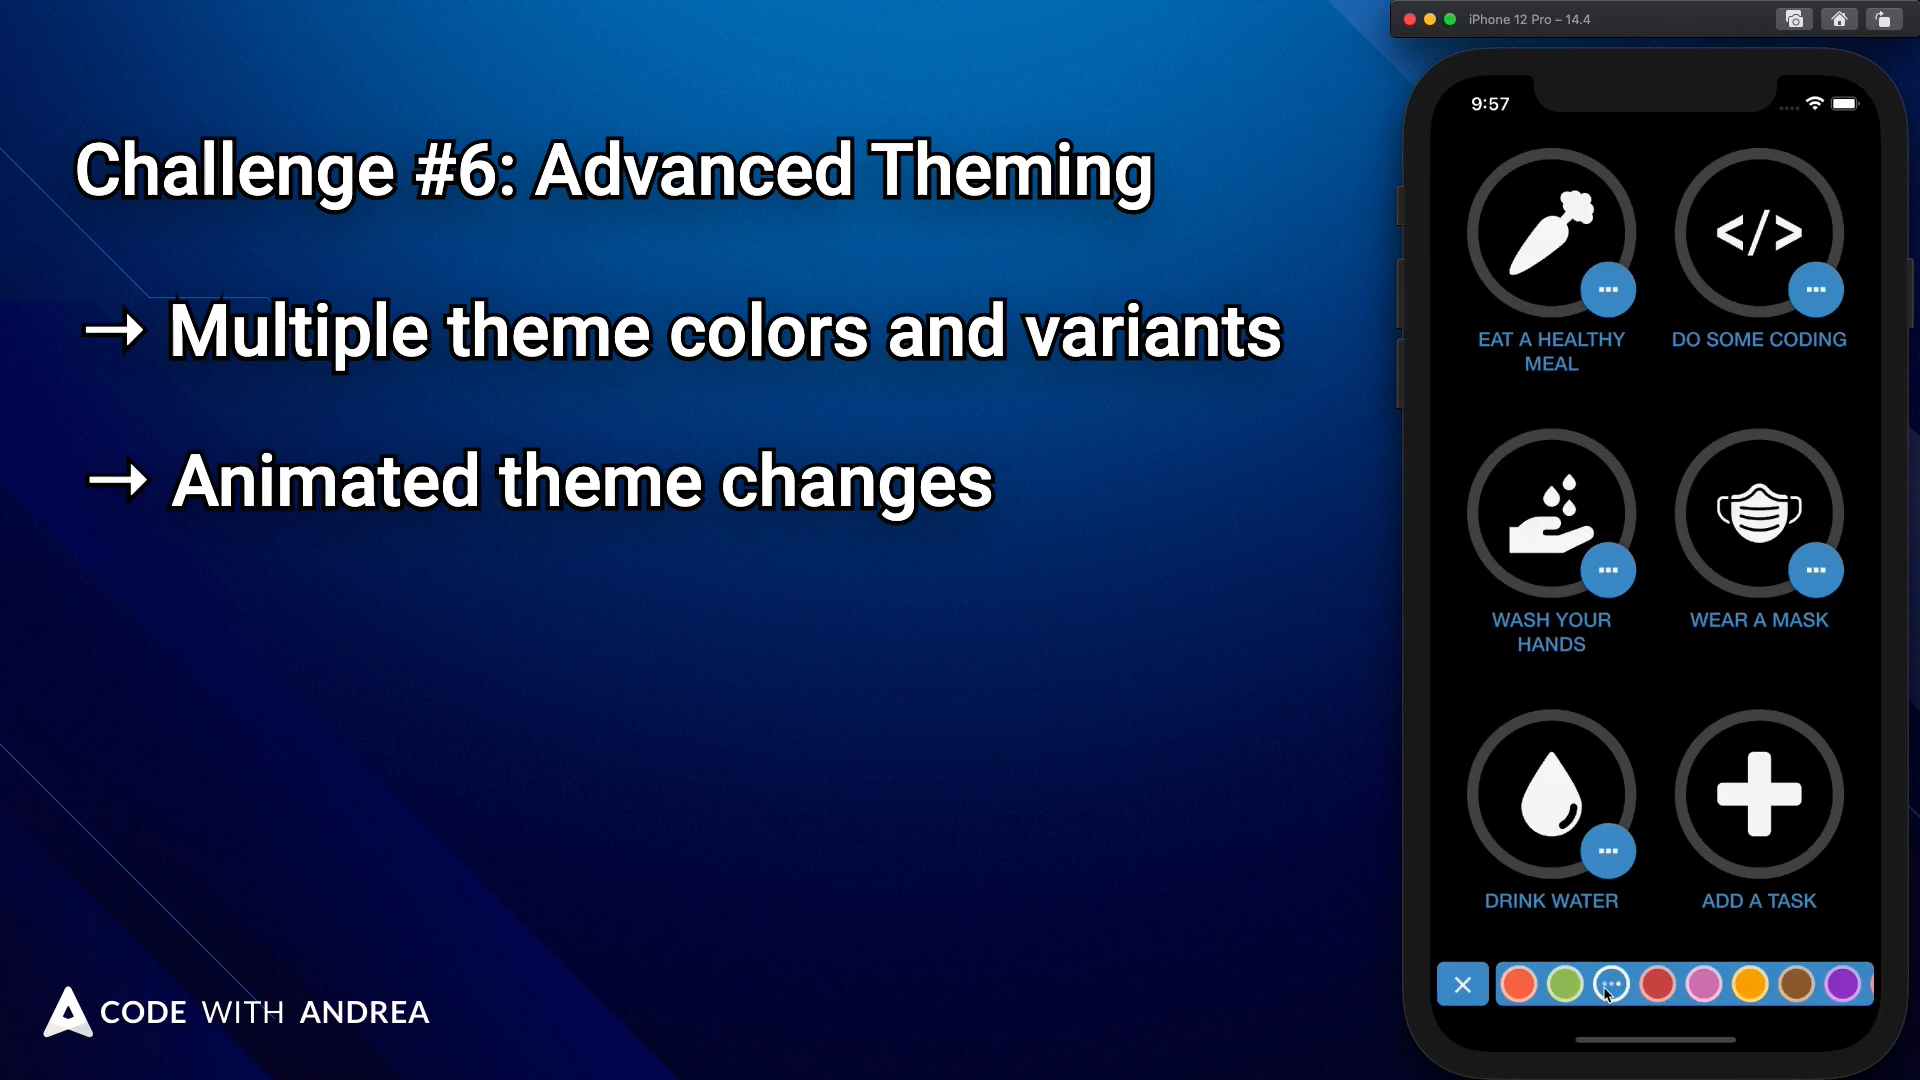 Challenge #6: Advanced Theming
→ Multiple theme colors and variants
→ Animated theme changes
CODE WITH ANDREA
iPhone 12 Pro – 14.4
9:57
</>
EAT A HEALTHY
MEAL
DO SOME CODING
WASH YOUR
HANDS
WEAR A MASK
DRINK WATER
ADD A TASK